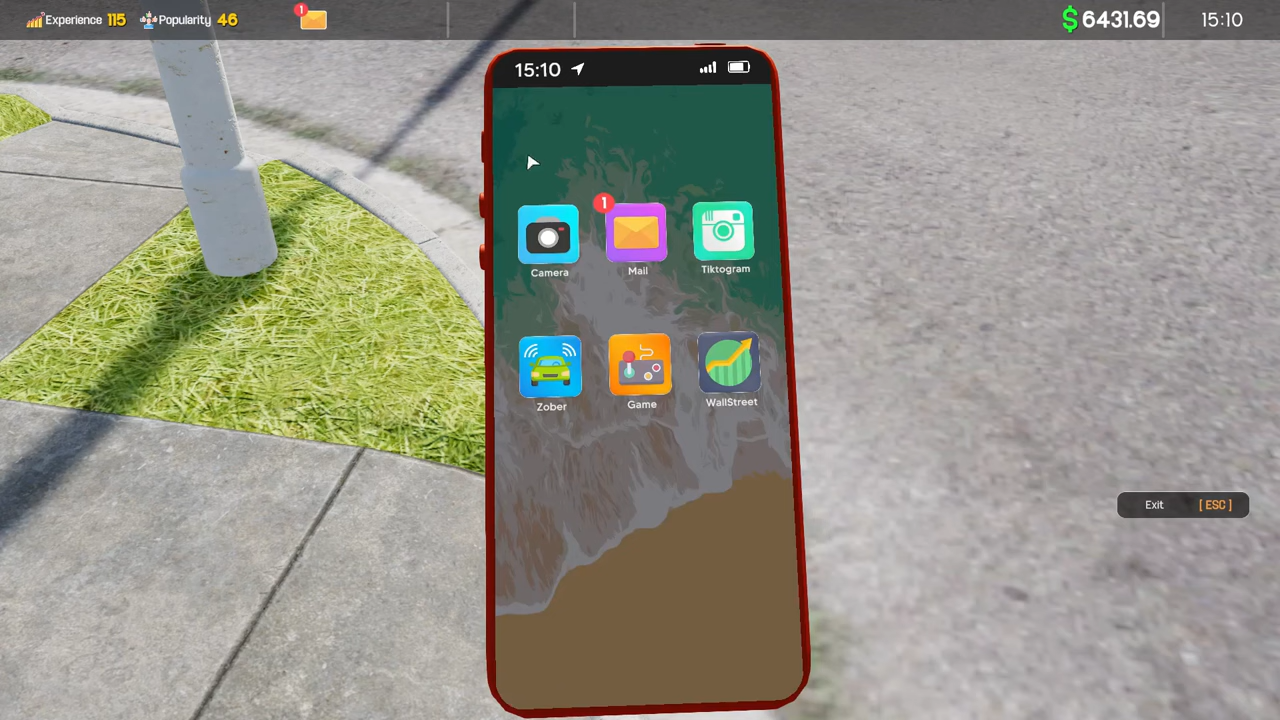 Experience 115 Popularity 46 1 $ 6431.69 15:10
15:10
1
Camera Mail Tiktogram
Zober Game WallStreet
Exit [ ESC ]